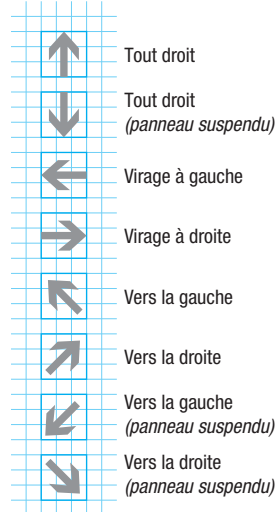 Tout droit
Tout droit
(panneau suspendu)
Virage à gauche
Virage à droite
Vers la gauche
Vers la droite
Vers la gauche
(panneau suspendu)
Vers la droite
(panneau suspendu)